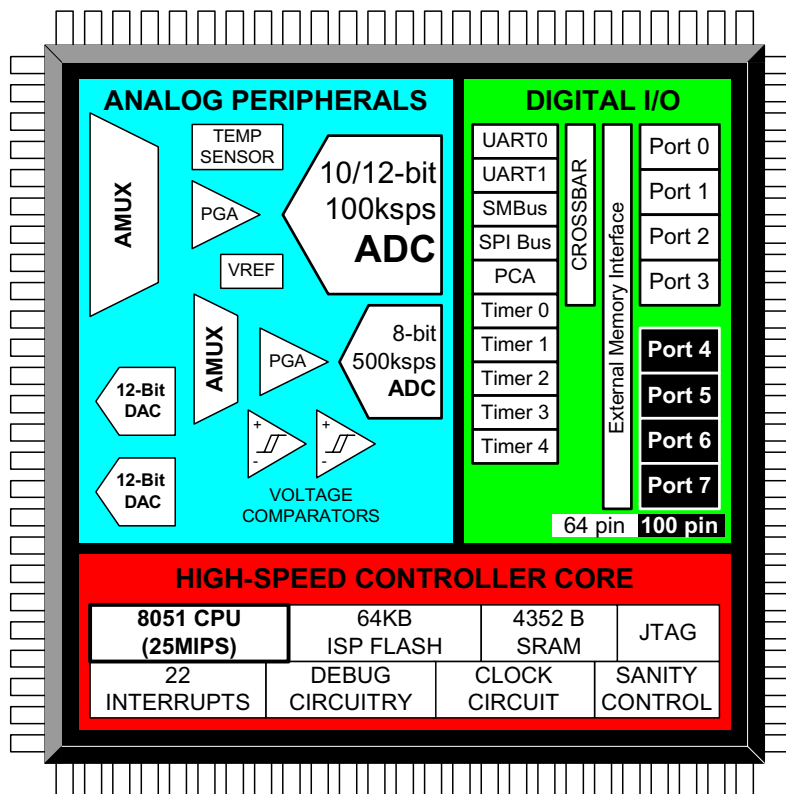 ANALOG PERIPHERALS
AMUX
TEMP
SENSOR
PGA
10/12-bit
100ksps
ADC
VREF
AMUX
PGA
8-bit
500ksps
ADC
12-Bit
DAC
+
-
+
-
12-Bit
DAC
VOLTAGE
COMPARATORS
DIGITAL I/O
UART0
UART1
SMBus
SPI Bus
PCA
Timer 0
Timer 1
Timer 2
Timer 3
Timer 4
CROSSBAR
External Memory Interface
Port 0
Port 1
Port 2
Port 3
Port 4
Port 5
Port 6
Port 7
64 pin 100 pin
HIGH-SPEED CONTROLLER CORE
8051 CPU
(25MIPS)
64KB
ISP FLASH
4352 B
SRAM
JTAG
22
INTERRUPTS
DEBUG
CIRCUITRY
CLOCK
CIRCUIT
SANITY
CONTROL